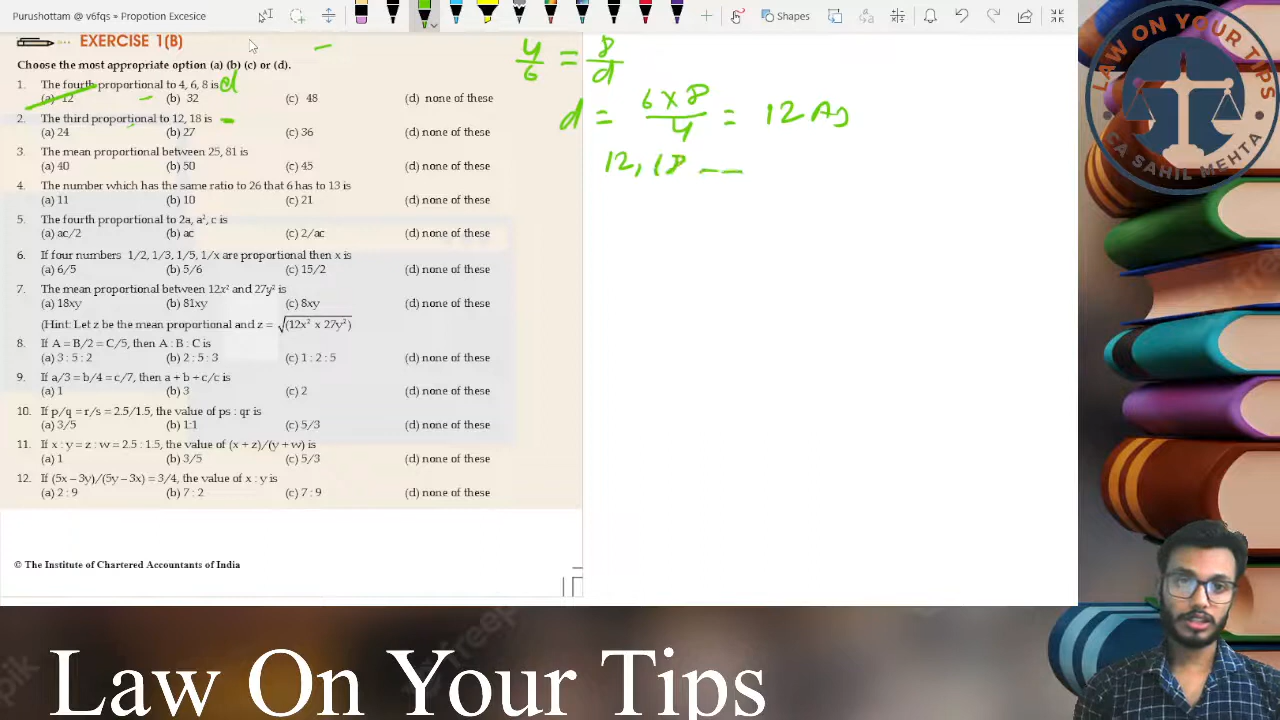 Purushottam @ v6fqs = Propotion Excesice
Shapes
EXERCISE 1(B)
Choose the most appropriate option (a) (b) (c) or (d).
1. The fourth proportional to 4, 6, 8 is d
(a) 12 (b) 32 (c) 48 (d) none of these
2. The third proportional to 12, 18 is
(a) 24 (b) 27 (c) 36 (d) none of these
3. The mean proportional between 25, 81 is
(a) 40 (b) 50 (c) 45 (d) none of these
4. The number which has the same ratio to 26 that 6 has to 13 is
(a) 11 (b) 10 (c) 21 (d) none of these
5. The fourth proportional to 2a, a², c is
(a) ac/2 (b) ac (c) 2/ac (d) none of these
6. If four numbers 1/2, 1/3, 1/5, 1/x are proportional then x is
(a) 6/5 (b) 5/6 (c) 15/2 (d) none of these
7. The mean proportional between 12x² and 27y² is
(a) 18xy (b) 81xy (c) 8xy (d) none of these
(Hint: Let z be the mean proportional and z = √(12x² x 27y²)
8. If A = B/2 = C/5, then A : B : C is
(a) 3 : 5 : 2 (b) 2 : 5 : 3 (c) 1 : 2 : 5 (d) none of these
9. If a/3 = b/4 = c/7, then a + b + c/c is
(a) 1 (b) 3 (c) 2 (d) none of these
10. If p/q = r/s = 2.5/1.5, the value of ps : qr is
(a) 3/5 (b) 1:1 (c) 5/3 (d) none of these
11. If x : y = z : w = 2.5 : 1.5, the value of (x + z)/(y + w) is
(a) 1 (b) 3/5 (c) 5/3 (d) none of these
12. If (5x – 3y)/(5y – 3x) = 3/4, the value of x : y is
(a) 2 : 9 (b) 7 : 2 (c) 7 : 9 (d) none of these
© The Institute of Chartered Accountants of India
4/6 = 8/d
d = 6 x 8/4 = 12 As
12, 18 --
LAW ON YOUR TIPS
CA SAHIL MEHTA
Law On Your Tips